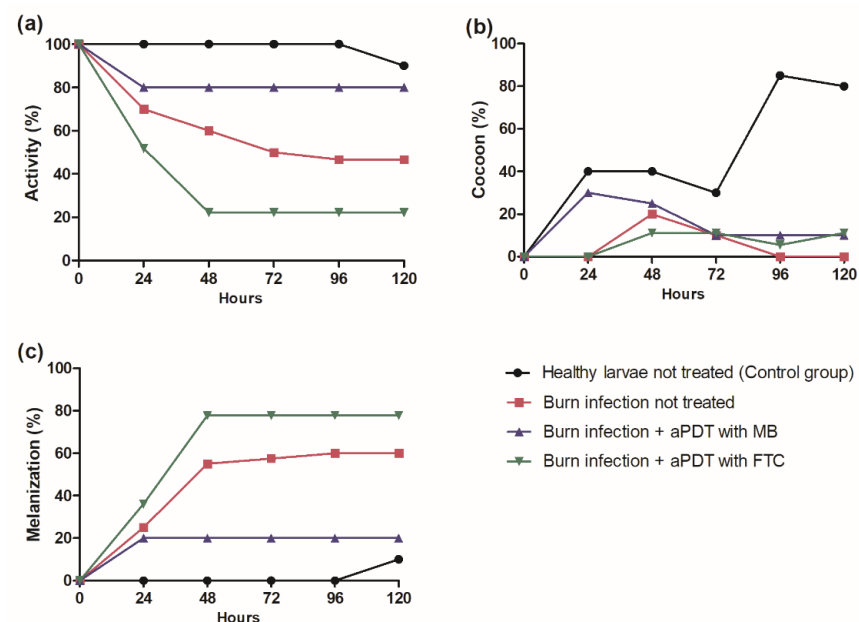 (a)
100
80
60
40
20
0
Activity (%)
0 24 48 72 96 120
Hours
(b)
100
80
60
40
20
0
Cocoon (%)
0 24 48 72 96 120
Hours
(c)
100
80
60
40
20
0
Melanization (%)
0 24 48 72 96 120
Hours
Healthy larvae not treated (Control group)
Burn infection not treated
Burn infection + aPDT with MB
Burn infection + aPDT with FTC